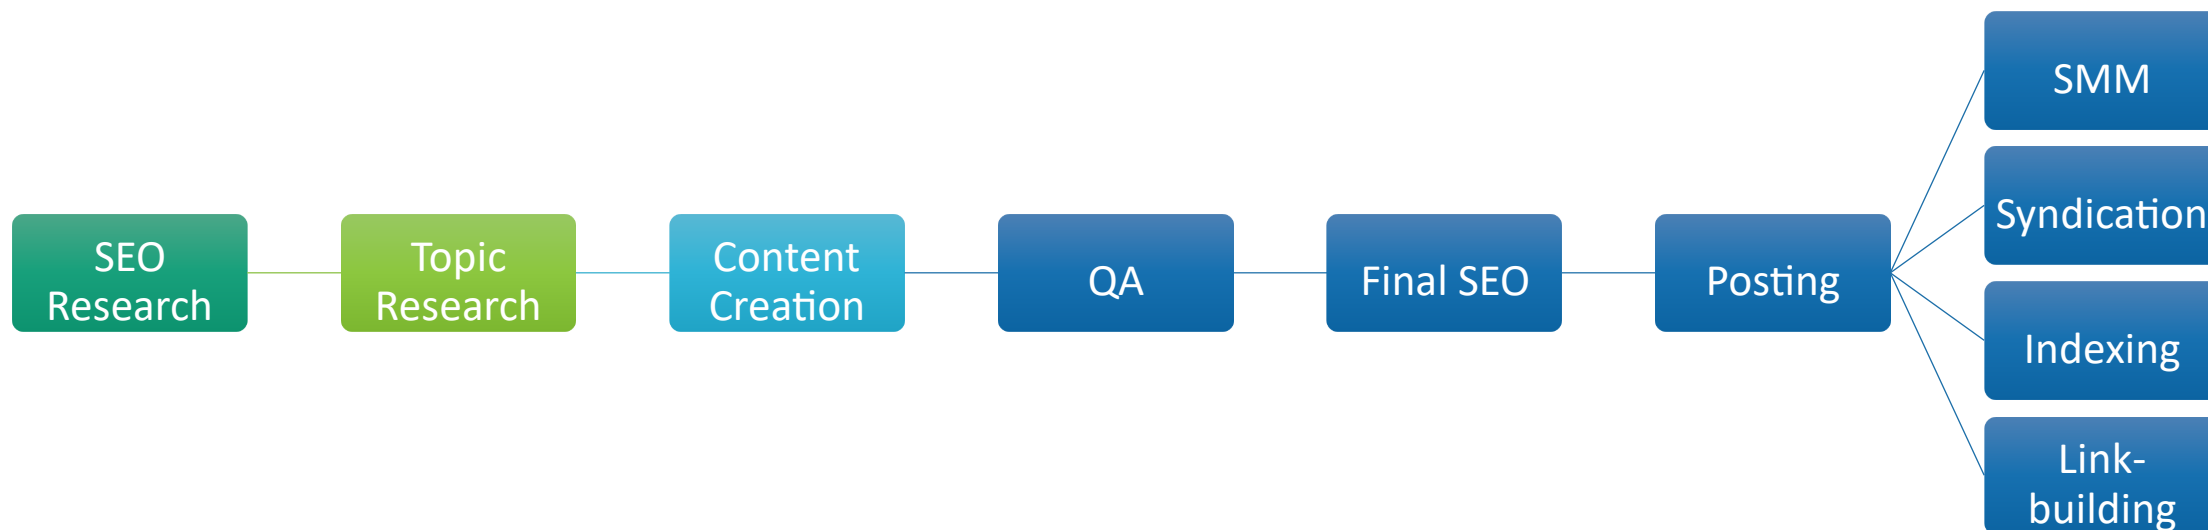 SEO
Research
Topic
Research
Content
Creation
QA
Final SEO
Posting
SMM
Syndication
Indexing
Link-
building